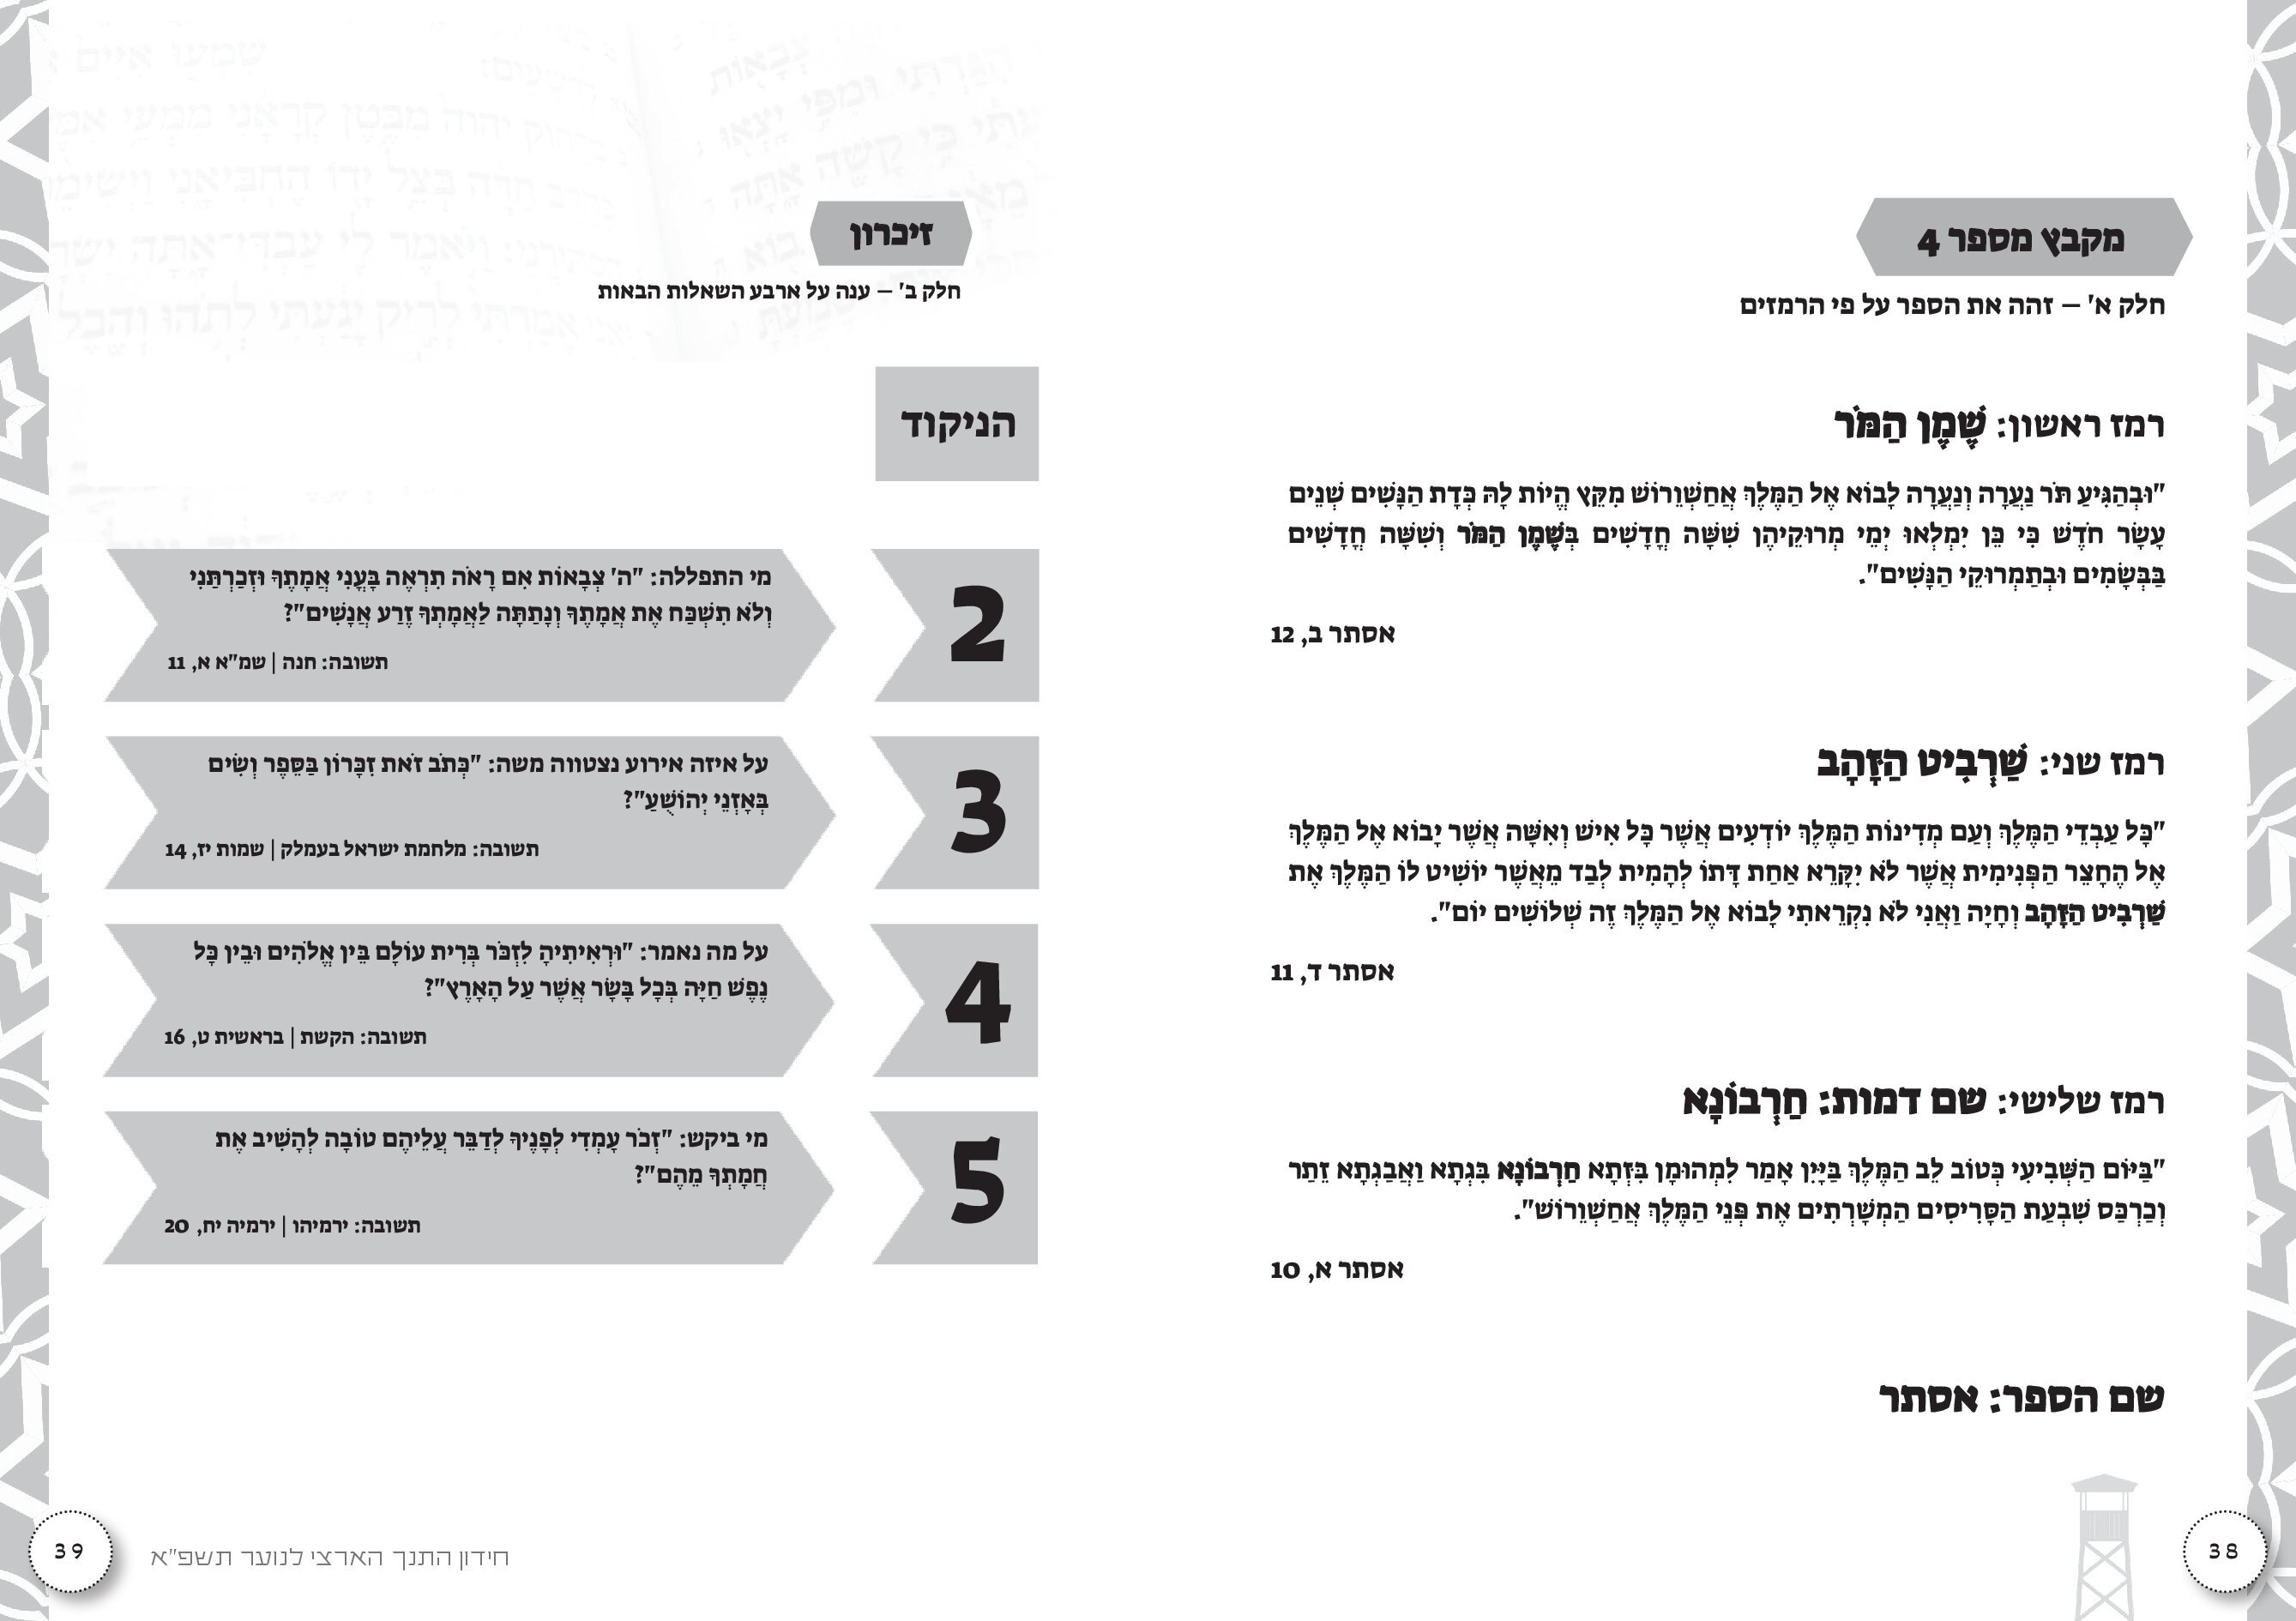 מקבץ מספר 4
חלק א' – זהה את הספר על פי הרמזים
רמז ראשון: שֶׁמֶן הַמֹּר
"וּבְהַגִּיעַ תֹּר נַעֲרָה וְנַעֲרָה לָבוֹא אֶל הַמֶּלֶךְ אֲחַשְׁוֵרוֹשׁ מִקֵּץ הֱיוֹת לָהּ כְּדָת הַנָּשִׁים שְׁנֵים
עָשָׂר חֹדֶשׁ כִּי כֵּן יִמְלְאוּ יְמֵי מְרוּקֵיהֶן שִׁשָּׁה חֳדָשִׁים בְּשֶׁמֶן הַמֹּר וְשִׁשָּׁה חֳדָשִׁים
בַּבְּשָׂמִים וּבְתַמְרוּקֵי הַנָּשִׁים".
אסתר ב, 12
רמז שני: שַׁרְבִיט הַזָּהָב
"כָּל עַבְדֵי הַמֶּלֶךְ וְעַם מְדִינוֹת הַמֶּלֶךְ יוֹדְעִים אֲשֶׁר כָּל אִישׁ וְאִשָּׁה אֲשֶׁר יָבוֹא אֶל הַמֶּלֶךְ
אֶל הֶחָצֵר הַפְּנִימִית אֲשֶׁר לֹא יִקָּרֵא אַחַת דָּתוֹ לְהָמִית לְבַד מֵאֲשֶׁר יוֹשִׁיט לוֹ הַמֶּלֶךְ אֶת
שַׁרְבִיט הַזָּהָב וְחָיָה וַאֲנִי לֹא נִקְרֵאתִי לָבוֹא אֶל הַמֶּלֶךְ זֶה שְׁלוֹשִׁים יוֹם".
אסתר ד, 11
רמז שלישי: שם דמות: חַרְבוֹנָא
"בַּיּוֹם הַשְּׁבִיעִי כְּטוֹב לֵב הַמֶּלֶךְ בַּיָּיִן אָמַר לִמְהוּמָן בִּזְּתָא חַרְבוֹנָא בִּגְתָא וַאֲבַגְתָא זֵתַר
וְכַרְכַּס שִׁבְעַת הַסָּרִיסִים הַמְשָׁרְתִים אֶת פְּנֵי הַמֶּלֶךְ אֲחַשְׁוֵרוֹשׁ".
אסתר א, 10
שם הספר: אסתר
38
זיכרון
חלק ב' – ענה על ארבע השאלות הבאות
הניקוד
2
מי התפללה: "ה' צְבָאוֹת אִם רָאֹה תִרְאֶה בָּעֳנִי אֲמָתֶךָ וּזְכַרְתַּנִי
וְלֹא תִשְׁכַּח אֶת אֲמָתֶךָ וְנָתַתָּה לַאֲמָתְךָ זֶרַע אֲנָשִׁים"?
תשובה: חנה | שמ"א א, 11
3
על איזה אירוע נצטווה משה: "כְּתֹב זֹאת זִכָּרוֹן בַּסֵּפֶר וְשִׂים
בְּאָזְנֵי יְהוֹשֻׁעַ"?
תשובה: מלחמת ישראל בעמלק | שמות יז, 14
4
על מה נאמר: "וּרְאִיתִיהָ לִזְכֹּר בְּרִית עוֹלָם בֵּין אֱלֹהִים וּבֵין כָּל
נֶפֶשׁ חַיָּה בְּכָל בָּשָׂר אֲשֶׁר עַל הָאָרֶץ"?
תשובה: הקשת | בראשית ט, 16
5
מי ביקש: "זְכֹר עָמְדִי לְפָנֶיךָ לְדַבֵּר עֲלֵיהֶם טוֹבָה לְהָשִׁיב אֶת
חֲמָתְךָ מֵהֶם"?
תשובה: ירמיהו | ירמיה יח, 20
חידון התנך הארצי לנוער תשפ"א
39